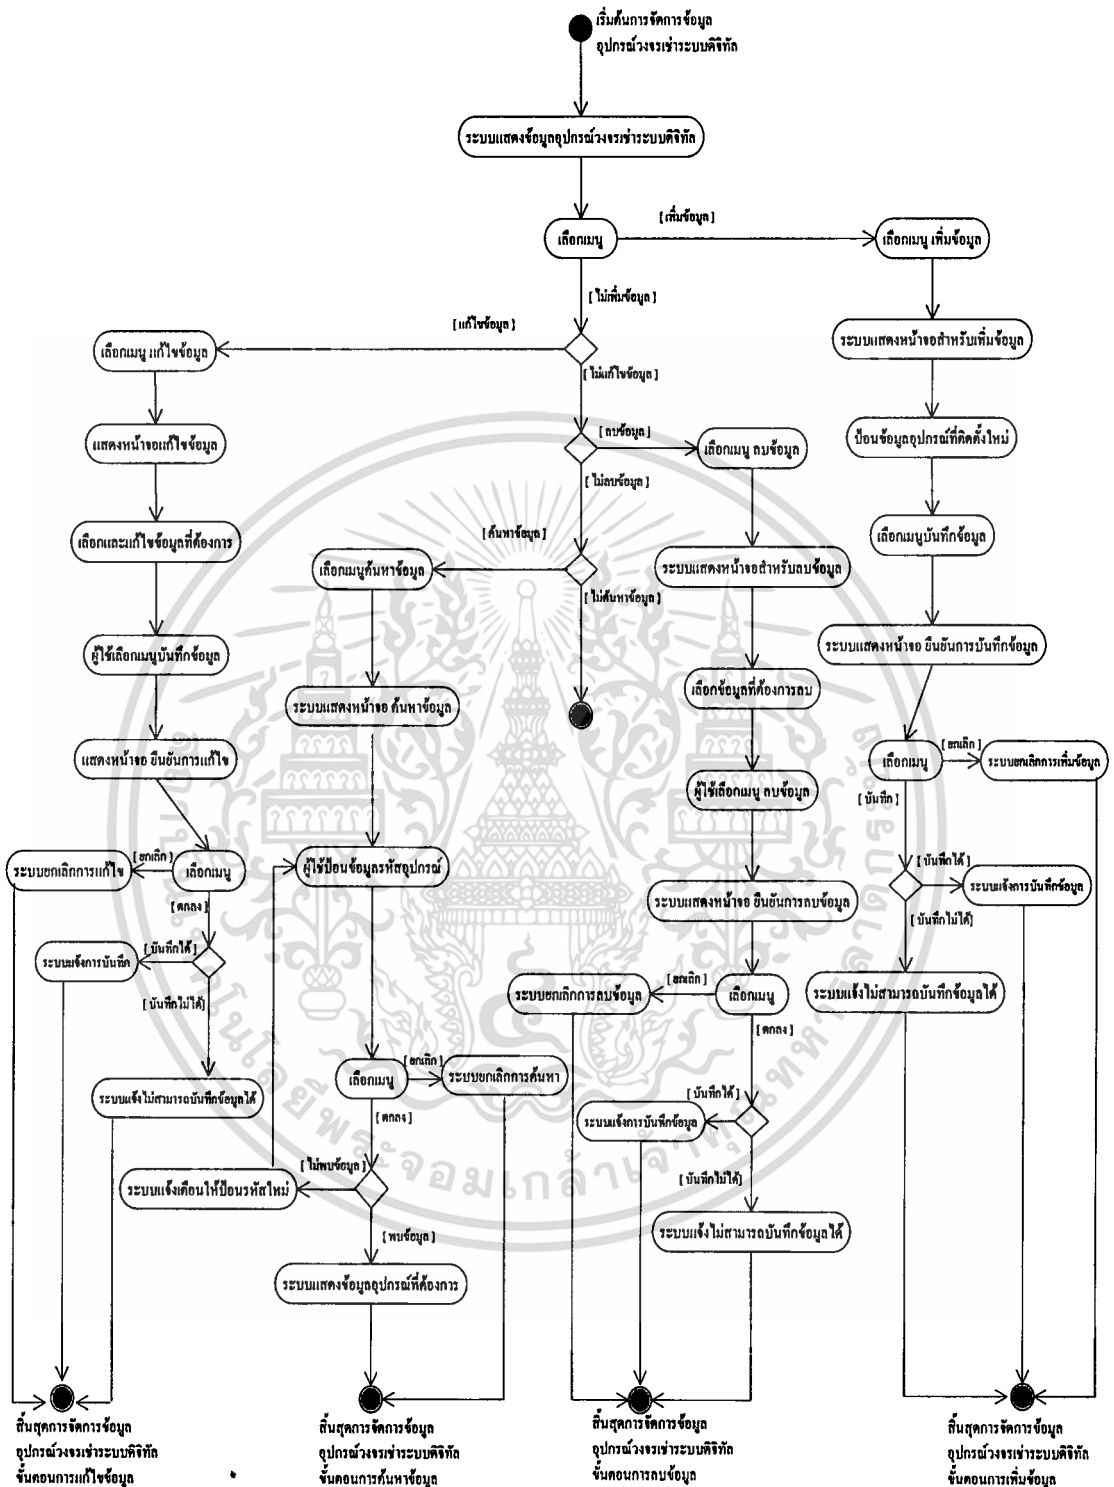 เริ่มต้นการจัดการข้อมูล
อุปกรณ์วงจรเช่าระบบดิจิทัล
ระบบแสดงข้อมูลอุปกรณ์วงจรเช่าระบบดิจิทัล
เลือกเมนู
[ เพิ่มข้อมูล ]
เลือกเมนู เพิ่มข้อมูล
[ ไม่เพิ่มข้อมูล ]
[ แก้ไขข้อมูล ]
เลือกเมนู แก้ไขข้อมูล
ระบบแสดงหน้าจอสำหรับเพิ่มข้อมูล
[ ไม่แก้ไขข้อมูล ]
แสดงหน้าจอแก้ไขข้อมูล
[ ลบข้อมูล ]
เลือกเมนู ลบข้อมูล
ป้อนข้อมูลอุปกรณ์ที่ติดตั้งใหม่
[ ไม่ลบข้อมูล ]
เลือกและแก้ไขข้อมูลที่ต้องการ
[ ค้นหาข้อมูล ]
เลือกเมนูบันทึกข้อมูล
เลือกเมนูค้นหาข้อมูล
ระบบแสดงหน้าจอสำหรับลบข้อมูล
[ ไม่ค้นหาข้อมูล ]
ผู้ใช้เลือกเมนูบันทึกข้อมูล
ระบบแสดงหน้าจอ ยืนยันการบันทึกข้อมูล
ระบบแสดงหน้าจอ ค้นหาข้อมูล
เลือกข้อมูลที่ต้องการลบ
แสดงหน้าจอ ยืนยันการแก้ไข
เลือกเมนู
[ ยกเลิก ]
ระบบยกเลิกการเพิ่มข้อมูล
ผู้ใช้เลือกเมนู ลบข้อมูล
[ บันทึก ]
ระบบยกเลิกการแก้ไข
[ ยกเลิก ]
เลือกเมนู
ผู้ใช้ป้อนข้อมูลรหัสอุปกรณ์
[ บันทึกได้ ]
ระบบแจ้งการบันทึกข้อมูล
[ ตกลง ]
ระบบแสดงหน้าจอ ยืนยันการลบข้อมูล
[ บันทึกไม่ได้ ]
ระบบแจ้งการบันทึก
[ บันทึกได้ ]
ระบบยกเลิกการลบข้อมูล
[ ยกเลิก ]
เลือกเมนู
ระบบแจ้งไม่สามารถบันทึกข้อมูลได้
[ บันทึกไม่ได้ ]
[ ตกลง ]
เลือกเมนู
[ ยกเลิก ]
ระบบยกเลิกการค้นหา
ระบบแจ้งไม่สามารถบันทึกข้อมูลได้
[ ตกลง ]
[ บันทึกได้ ]
ระบบแจ้งการบันทึกข้อมูล
[ ไม่พบข้อมูล ]
ระบบแจ้งเตือนให้ป้อนรหัสใหม่
[ บันทึกไม่ได้ ]
[ พบข้อมูล ]
ระบบแจ้งไม่สามารถบันทึกข้อมูลได้
ระบบแสดงข้อมูลอุปกรณ์ที่ต้องการ
สิ้นสุดการจัดการข้อมูล
อุปกรณ์วงจรเช่าระบบดิจิทัล
ขั้นตอนการแก้ไขข้อมูล
สิ้นสุดการจัดการข้อมูล
อุปกรณ์วงจรเช่าระบบดิจิทัล
ขั้นตอนการค้นหาข้อมูล
สิ้นสุดการจัดการข้อมูล
อุปกรณ์วงจรเช่าระบบดิจิทัล
ขั้นตอนการลบข้อมูล
สิ้นสุดการจัดการข้อมูล
อุปกรณ์วงจรเช่าระบบดิจิทัล
ขั้นตอนการเพิ่มข้อมูล